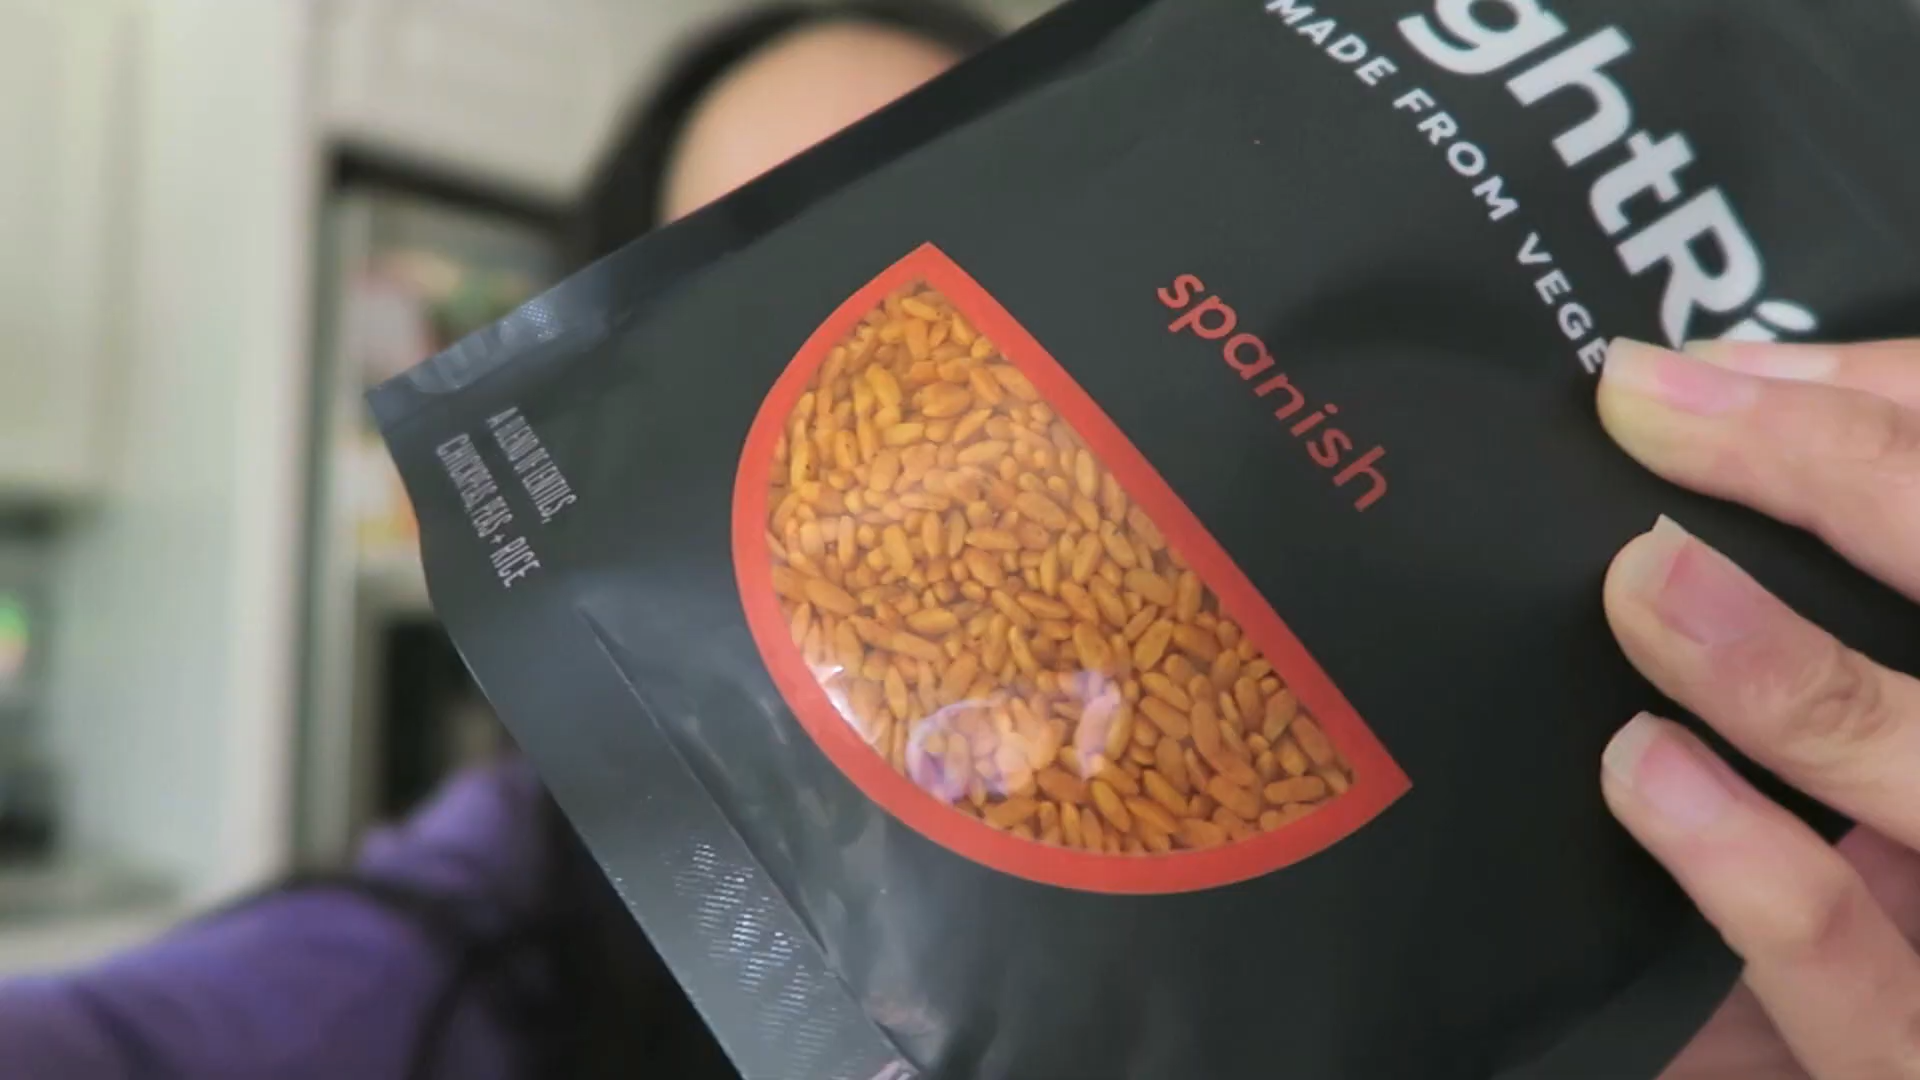 ghtRi
MADE FROM VEGE
spanish
A BLEND OF LENTILS,
CHICKPEAS, PEAS + RICE